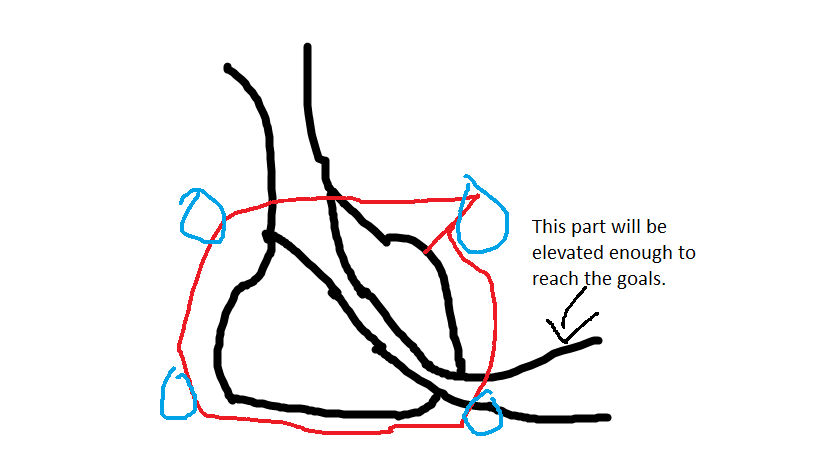 This part will be
elevated enough to
reach the goals.